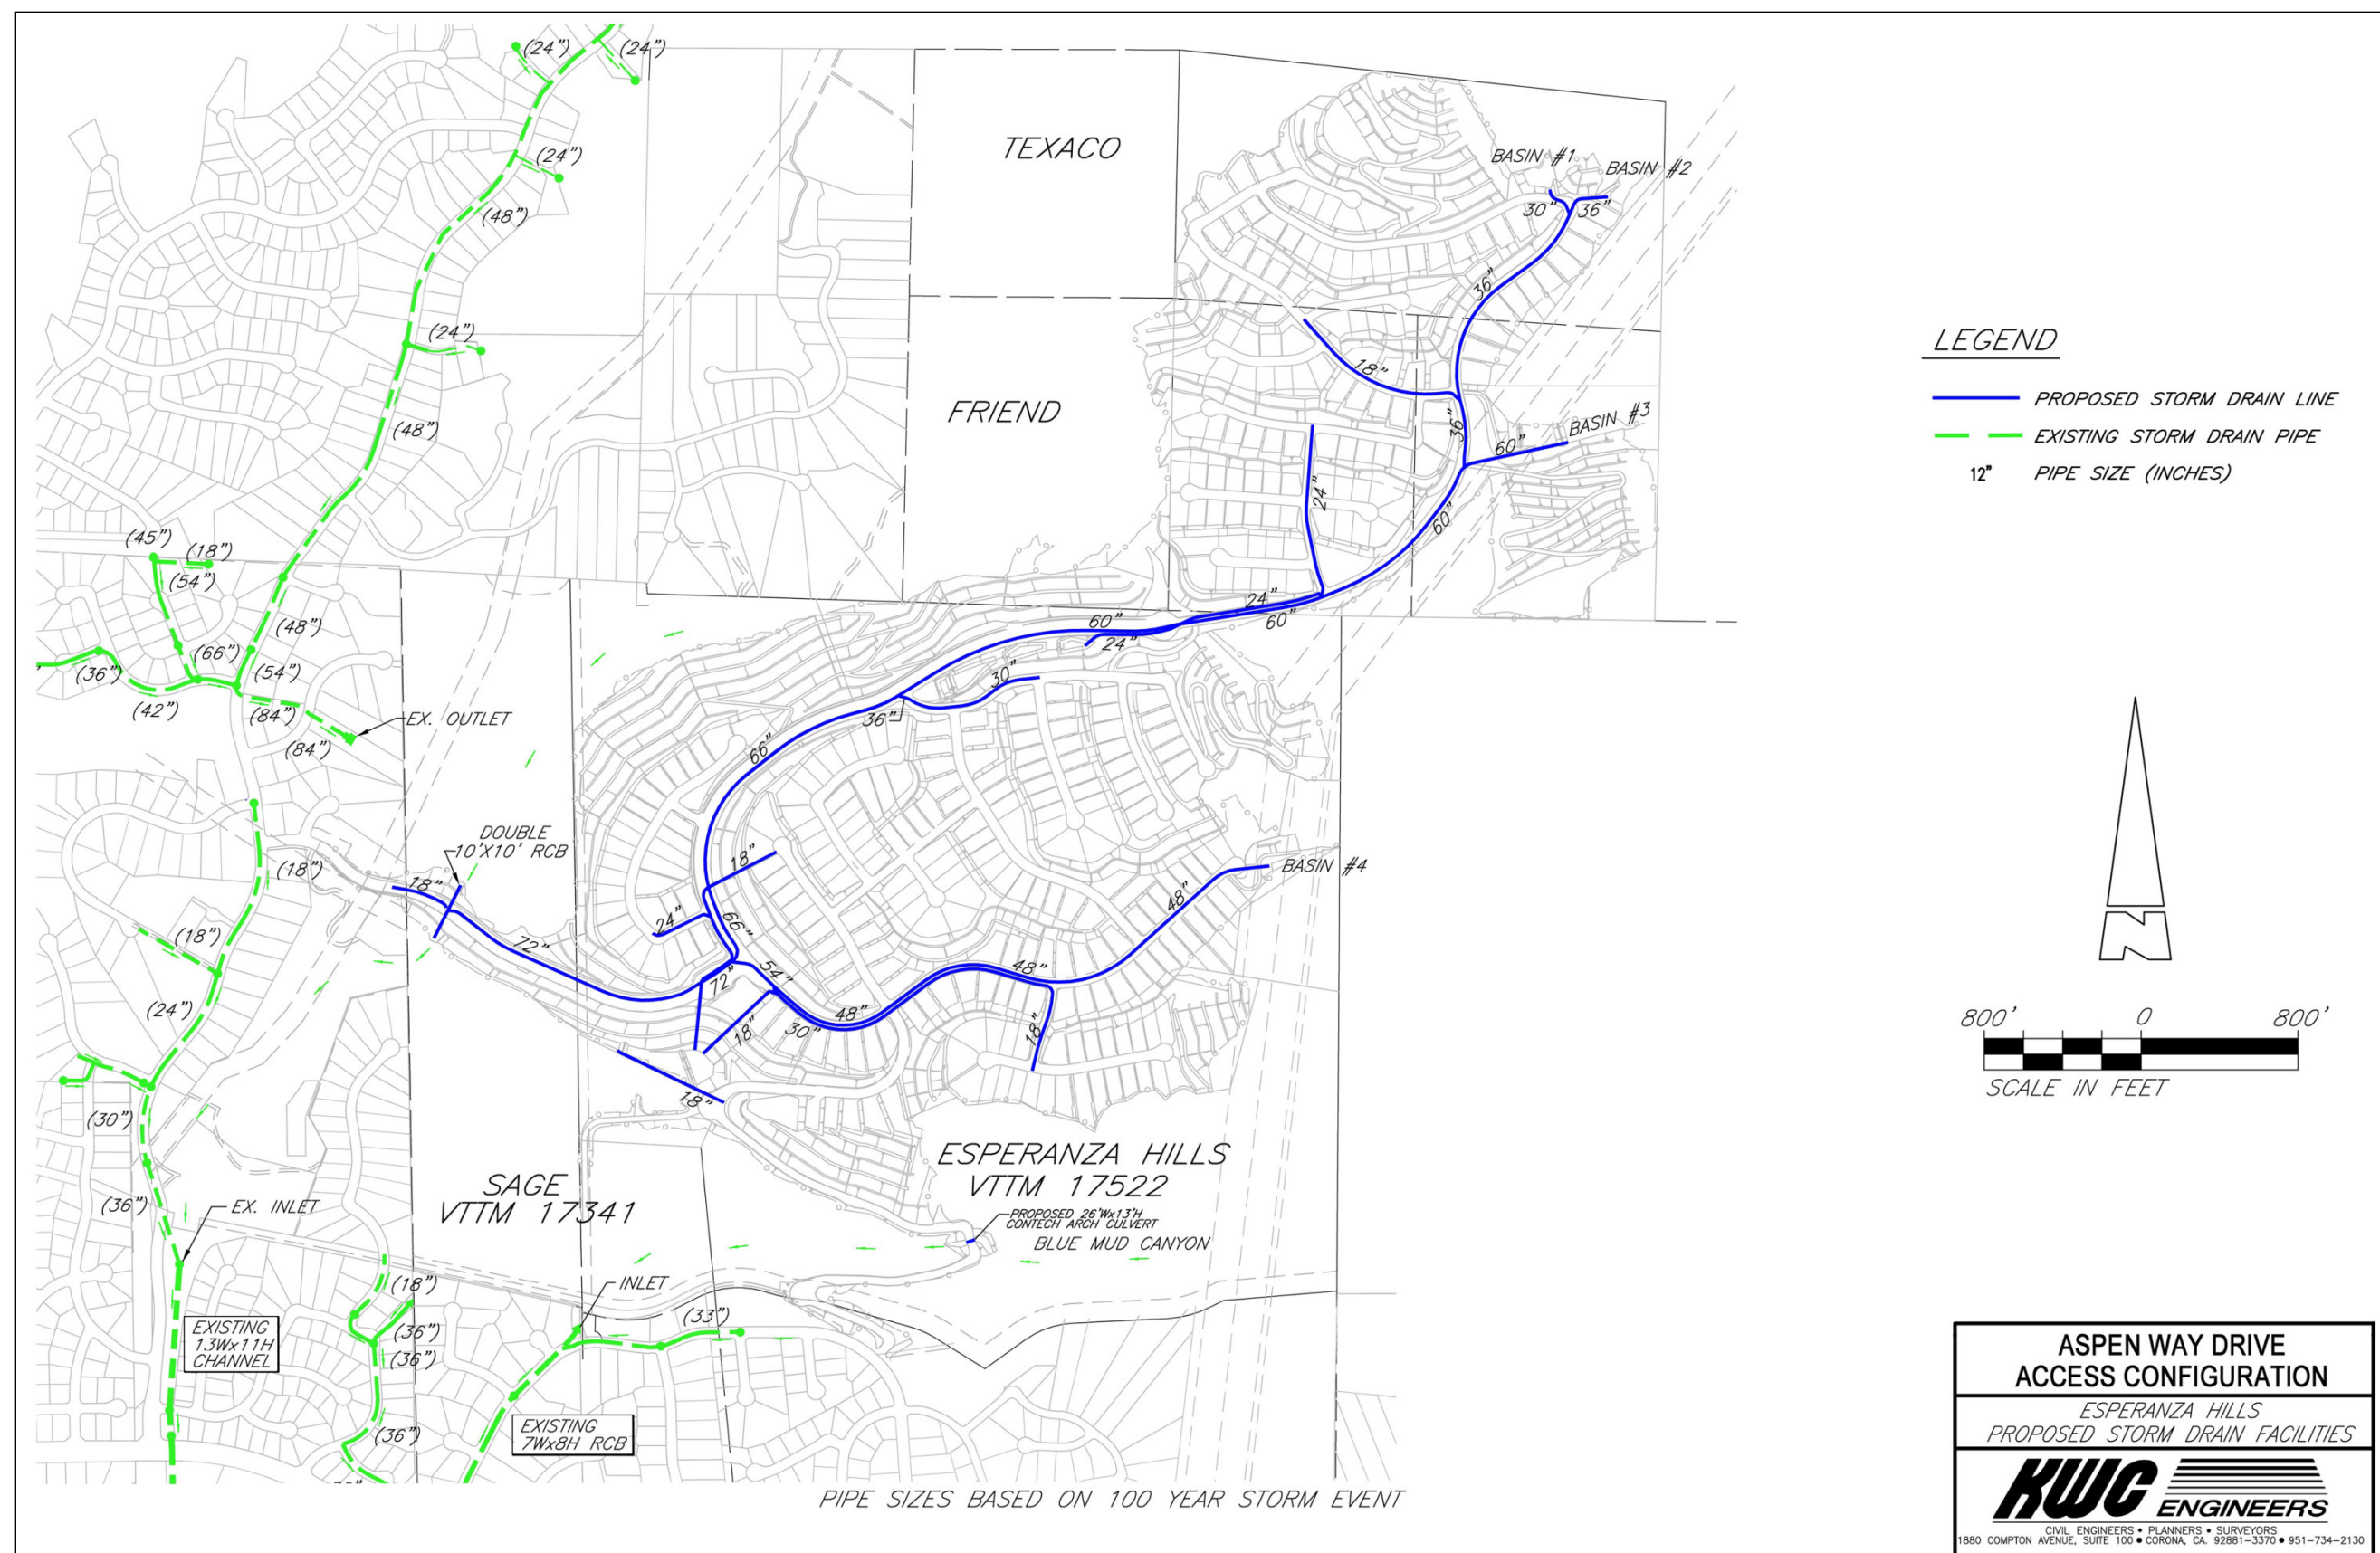 (24”)
(24”)
(24”)
(48”)
(24”)
(48”)
(45”)
(18”)
(54”)
(48”)
(66”)
(54”)
(36”)
(42”)
(84”)
(84”)
EX. OUTLET
TEXACO
FRIEND
BASIN #1
BASIN #2
30”
36”
36”
18”
36”
60”
BASIN #3
24”
60”
24”
60”
60”
24”
30”
36”
66”
DOUBLE
10’X10’ RCB
(18”)
18”
18”
24”
66”
72”
72”
54”
18”
30”
48”
48”
48”
BASIN #4
18”
18”
(18”)
(24”)
(30”)
(36”)
EX. INLET
SAGE
VTTM 17341
ESPERANZA HILLS
VTTM 17522
PROPOSED 26’Wx13’H
CONTECH ARCH CULVERT
BLUE MUD CANYON
INLET
(33”)
(18”)
(36”)
(36”)
(36”)
EXISTING
13Wx11H
CHANNEL
EXISTING
7Wx8H RCB
PIPE SIZES BASED ON 100 YEAR STORM EVENT
LEGEND
PROPOSED STORM DRAIN LINE
EXISTING STORM DRAIN PIPE
12" PIPE SIZE (INCHES)
N
800’ 0 800’
SCALE IN FEET
ASPEN WAY DRIVE
ACCESS CONFIGURATION
ESPERANZA HILLS
PROPOSED STORM DRAIN FACILITIES
KWC ENGINEERS
CIVIL ENGINEERS • PLANNERS • SURVEYORS
1880 COMPTON AVENUE, SUITE 100 • CORONA, CA. 92881-3370 • 951-734-2130